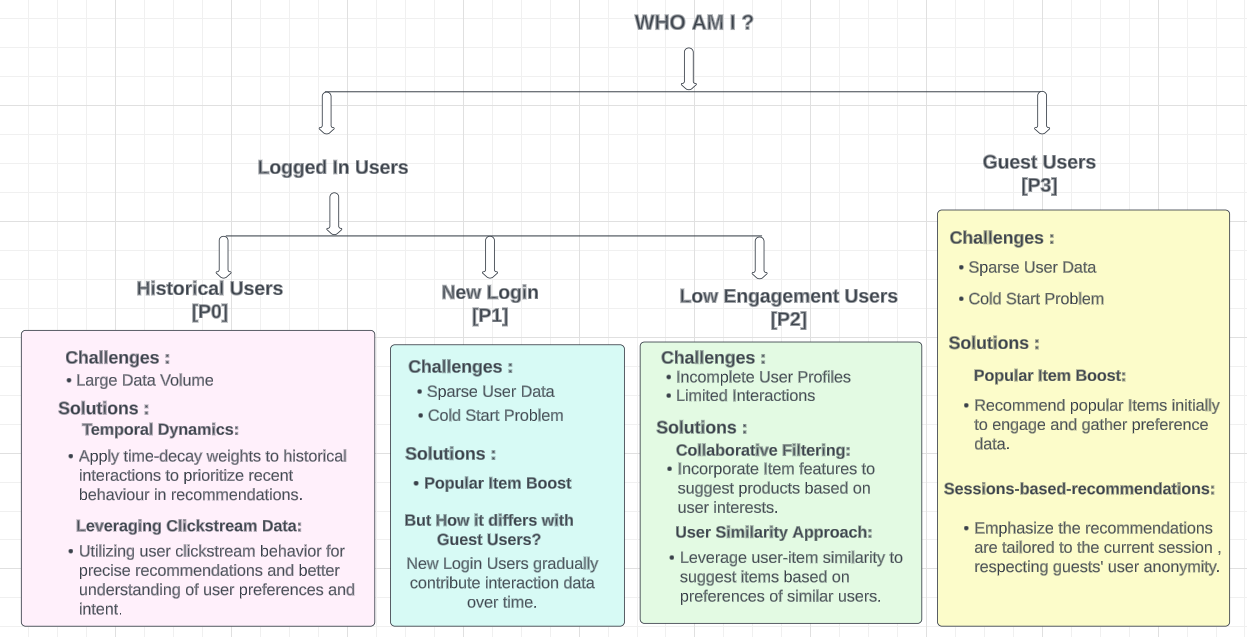 WHO AM I ?
Logged In Users
Guest Users
[P3]
Historical Users
[P0]
New Login
[P1]
Low Engagement Users
[P2]
Challenges :
• Large Data Volume
Solutions :
Temporal Dynamics:
• Apply time-decay weights to historical
interactions to prioritize recent
behaviour in recommendations.
Leveraging Clickstream Data:
• Utilizing user clickstream behavior for
precise recommendations and better
understanding of user preferences and
intent.
Challenges :
• Sparse User Data
• Cold Start Problem
Solutions :
• Popular Item Boost
But How it differs with
Guest Users?
New Login Users gradually
contribute interaction data
over time.
Challenges :
• Incomplete User Profiles
• Limited Interactions
Solutions :
Collaborative Filtering:
• Incorporate Item features to
suggest products based on
user interests.
User Similarity Approach:
• Leverage user-item similarity to
suggest items based on
preferences of similar users.
Challenges :
• Sparse User Data
• Cold Start Problem
Solutions :
Popular Item Boost:
• Recommend popular Items initially
to engage and gather preference
data.
Sessions-based-recommendations:
• Emphasize the recommendations
are tailored to the current session ,
respecting guests' user anonymity.